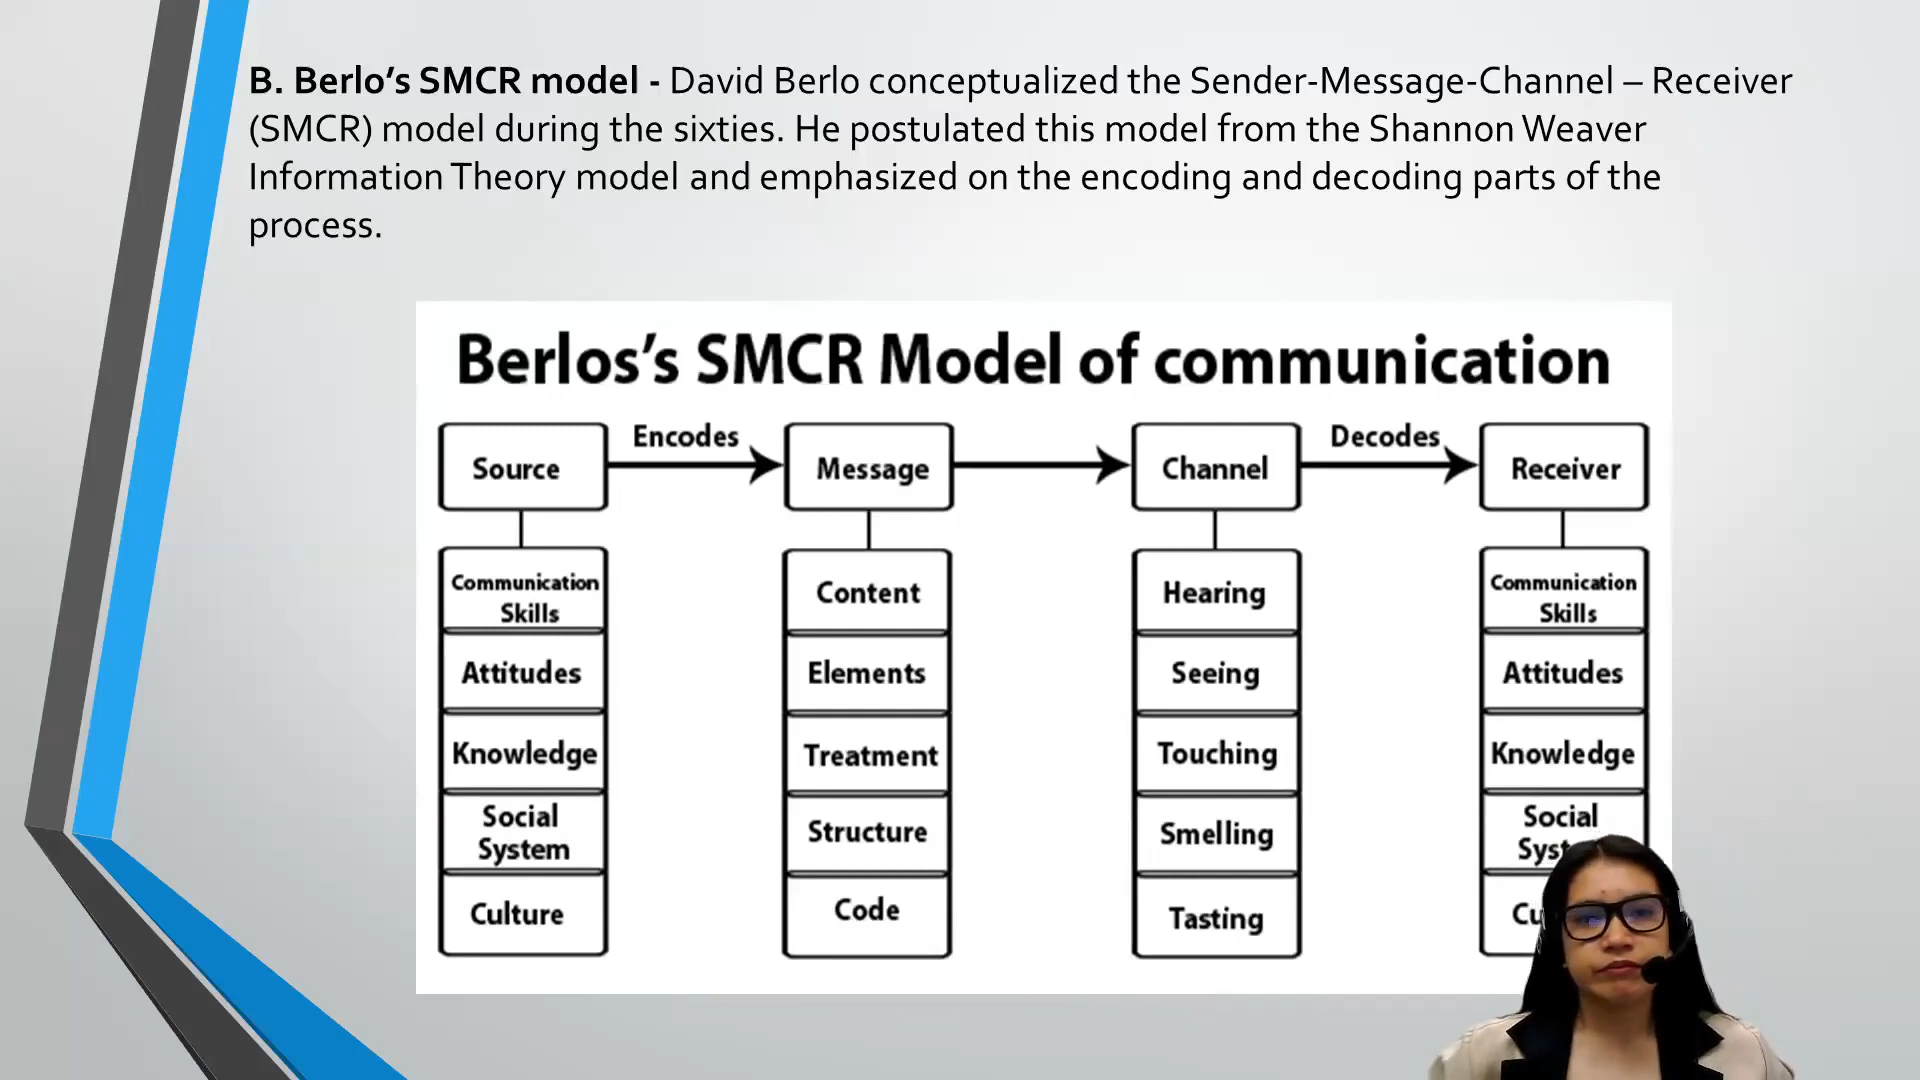 B. Berlo's SMCR model - David Berlo conceptualized the Sender-Message-Channel – Receiver
(SMCR) model during the sixties. He postulated this model from the Shannon Weaver
Information Theory model and emphasized on the encoding and decoding parts of the
process.
Berlos's SMCR Model of communication
Source
Encodes
Message
Channel
Decodes
Receiver
Communication
Skills
Attitudes
Knowledge
Social
System
Culture
Content
Elements
Treatment
Structure
Code
Hearing
Seeing
Touching
Smelling
Tasting
Communication
Skills
Attitudes
Knowledge
Social